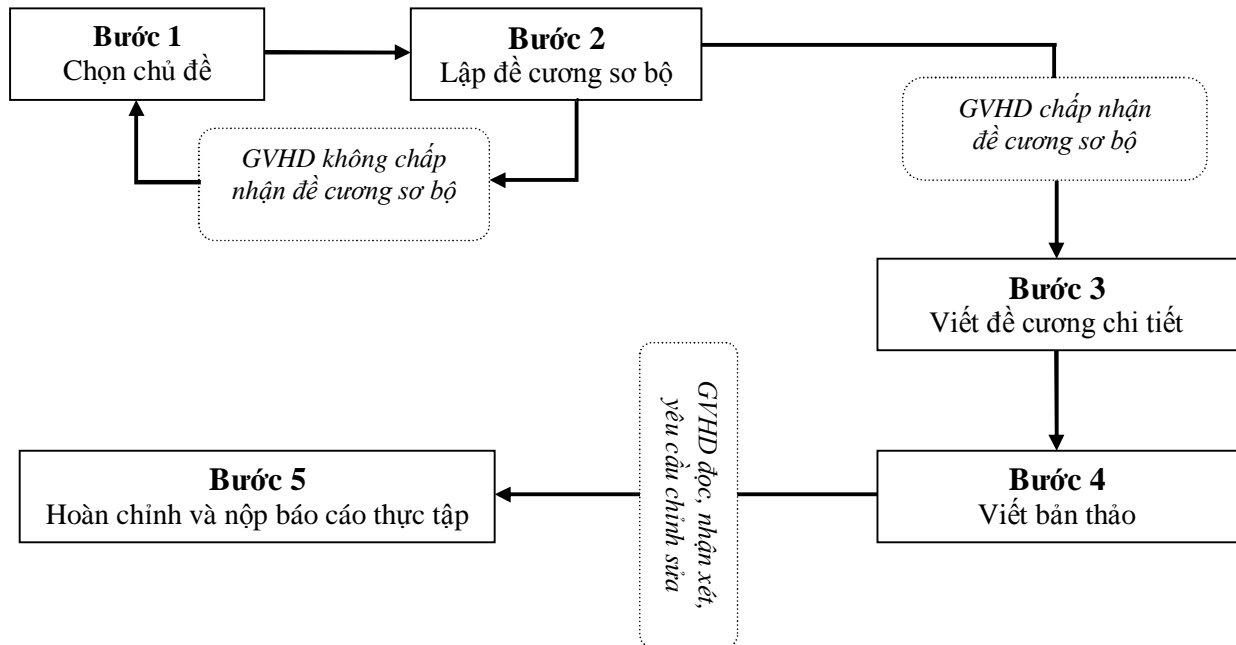 Bước 1
Chọn chủ đề
Bước 2
Lập đề cương sơ bộ
GVHD chấp nhận
đề cương sơ bộ
GVHD không chấp
nhận đề cương sơ bộ
Bước 3
Viết đề cương chi tiết
GVHD đọc, nhận xét,
yêu cầu chỉnh sửa
Bước 5
Hoàn chỉnh và nộp báo cáo thực tập
Bước 4
Viết bản thảo